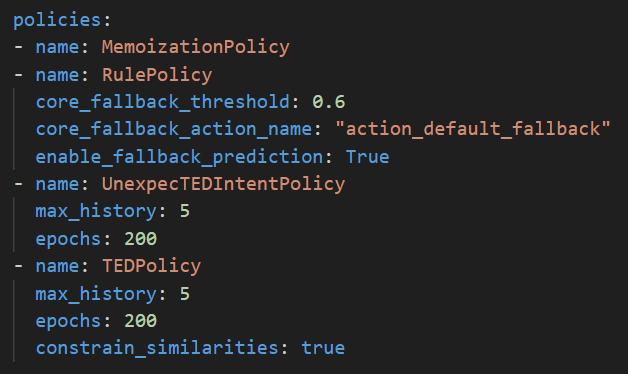 policies:
- name: MemoizationPolicy
- name: RulePolicy
  core_fallback_threshold: 0.6
  core_fallback_action_name: "action_default_fallback"
  enable_fallback_prediction: True
- name: UnexpecTEDIntentPolicy
  max_history: 5
  epochs: 200
- name: TEDPolicy
  max_history: 5
  epochs: 200
  constrain_similarities: true